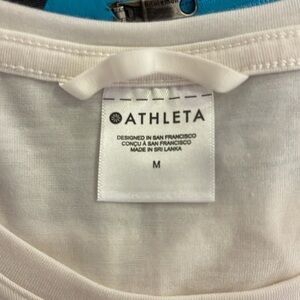 ATHLETA
DESIGNED IN SAN FRANCISCO
CONÇU À SAN FRANCISCO
MADE IN SRI LANKA
M